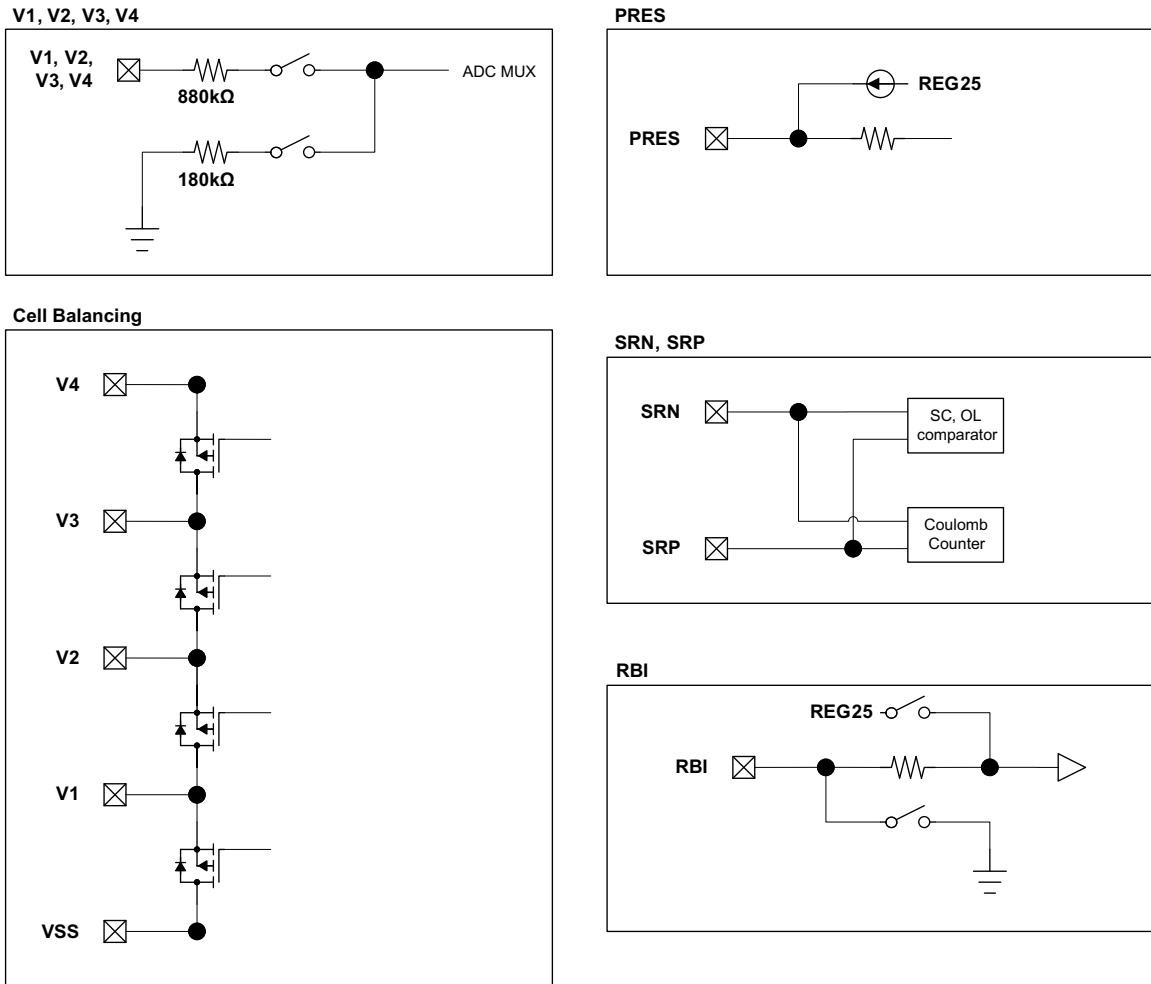 V1, V2, V3, V4
V1, V2,
V3, V4
880kΩ
ADC MUX
180kΩ
PRES
REG25
PRES
Cell Balancing
V4
V3
V2
V1
VSS
SRN, SRP
SRN
SC, OL
comparator
SRP
Coulomb
Counter
RBI
REG25
RBI